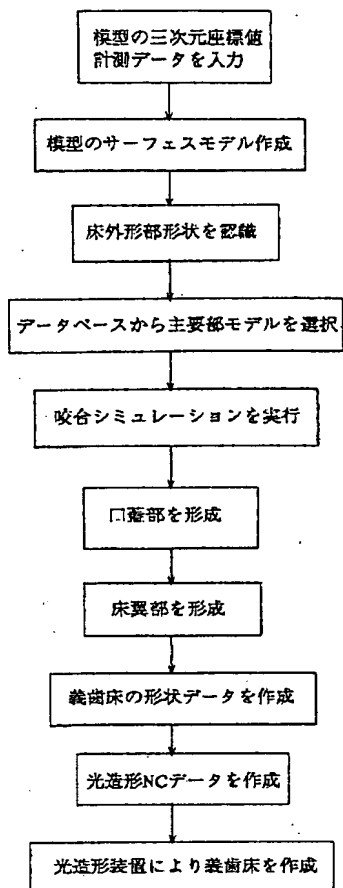 模型の三次元座標値
計測データを入力
模型のサーフェスモデル作成
床外形部形状を認識
データベースから主要部モデルを選択
咬合シミュレーションを実行
口蓋部を形成
床翼部を形成
義歯床の形状データを作成
光造形NCデータを作成
光造形装置により義歯床を作成